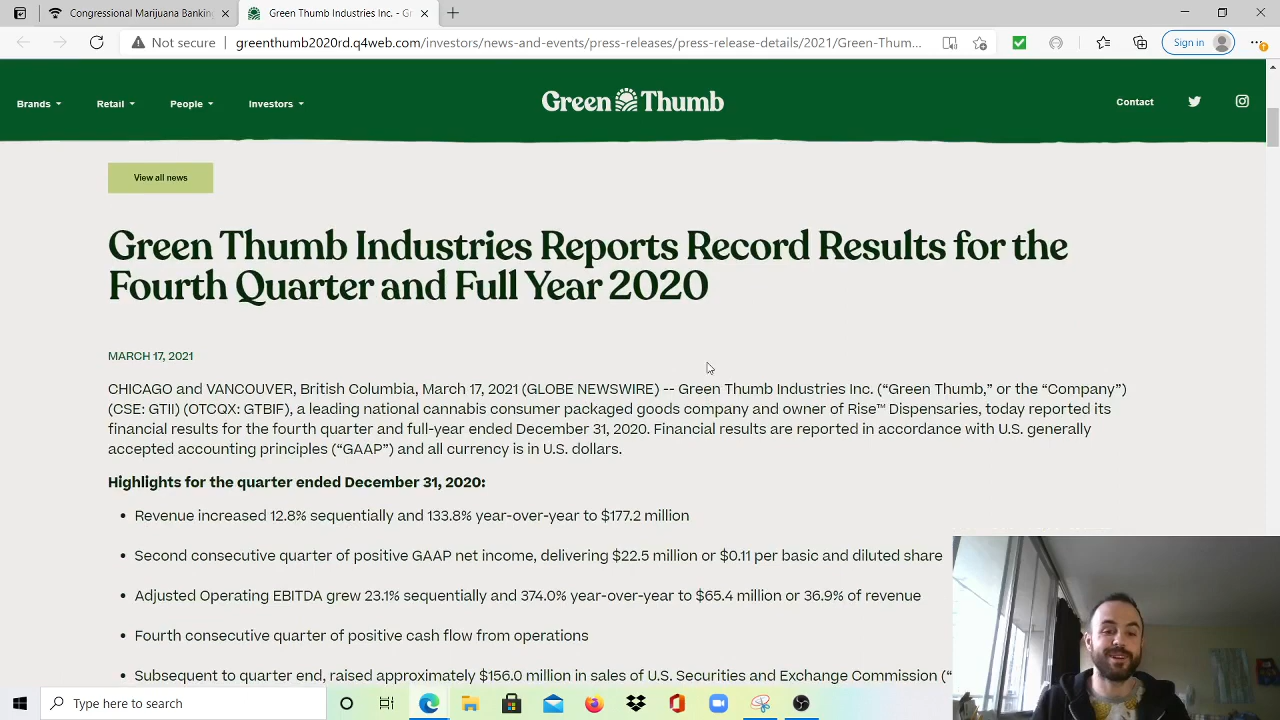 Congressional Marijuana Banking
Green Thumb Industries Inc. - Gr
Not secure
greenthumb2020rd.q4web.com/investors/news-and-events/press-releases/press-release-details/2021/Green-Thum...
Sign in
Brands
Retail
People
Investors
Green Thumb
Contact
View all news
Green Thumb Industries Reports Record Results for the
Fourth Quarter and Full Year 2020
MARCH 17, 2021
CHICAGO and VANCOUVER, British Columbia, March 17, 2021 (GLOBE NEWSWIRE) -- Green Thumb Industries Inc. (“Green Thumb,” or the “Company”)
(CSE: GTII) (OTCQX: GTBIF), a leading national cannabis consumer packaged goods company and owner of Rise™ Dispensaries, today reported its
financial results for the fourth quarter and full-year ended December 31, 2020. Financial results are reported in accordance with U.S. generally
accepted accounting principles (“GAAP”) and all currency is in U.S. dollars.
Highlights for the quarter ended December 31, 2020:
• Revenue increased 12.8% sequentially and 133.8% year-over-year to $177.2 million
• Second consecutive quarter of positive GAAP net income, delivering $22.5 million or $0.11 per basic and diluted share
• Adjusted Operating EBITDA grew 23.1% sequentially and 374.0% year-over-year to $65.4 million or 36.9% of revenue
• Fourth consecutive quarter of positive cash flow from operations
• Subsequent to quarter end, raised approximately $156.0 million in sales of U.S. Securities and Exchange Commission (“
Type here to search